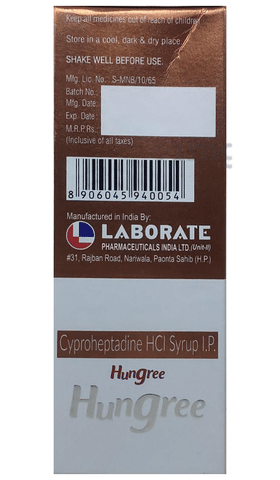 Keep all medicines out of reach of children.
Store in a cool, dark & dry place.
SHAKE WELL BEFORE USE.
Mfg. Lic. No.: S-MNB/10/65
Batch No.:
Mfg. Date:
Exp. Date:
M.R.P. Rs.:
(Inclusive of all taxes)
8 906045 940054
Manufactured in India By:
LABORATE
PHARMACEUTICALS INDIA LTD. (Unit-II)
#31, Rajban Road, Nariwala, Paonta Sahib (H.P.)
Cyproheptadine HCl Syrup I.P.
Hungree
Hungree